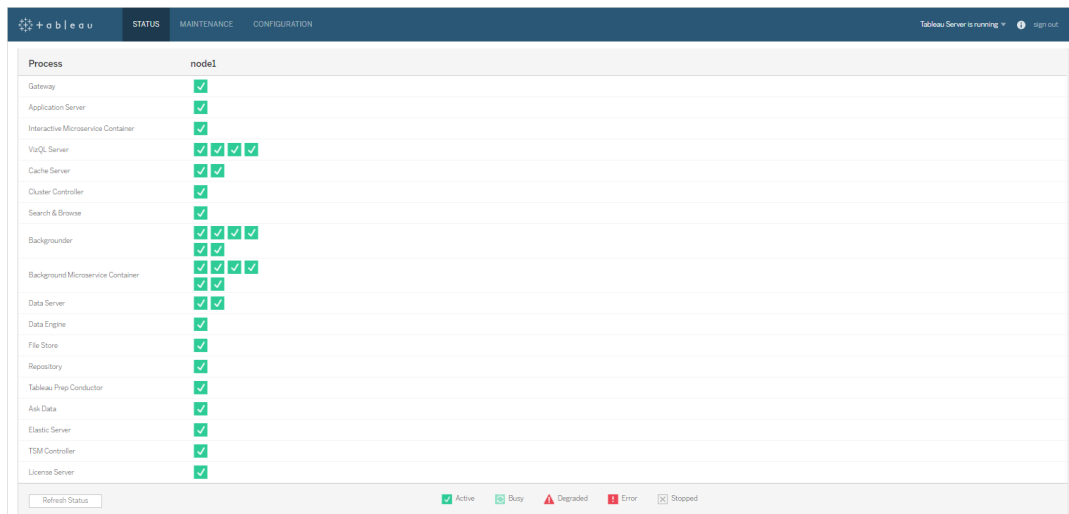 +ableau STATUS MAINTENANCE CONFIGURATION Tableau Server is running sign out
Process node1
Gateway
Application Server
Interactive Microservice Container
VizQL Server
Cache Server
Cluster Controller
Search & Browse
Backgrounder
Background Microservice Container
Data Server
Data Engine
File Store
Repository
Tableau Prep Conductor
Ask Data
Elastic Server
TSM Controller
License Server
Refresh Status Active Busy Degraded Error Stopped